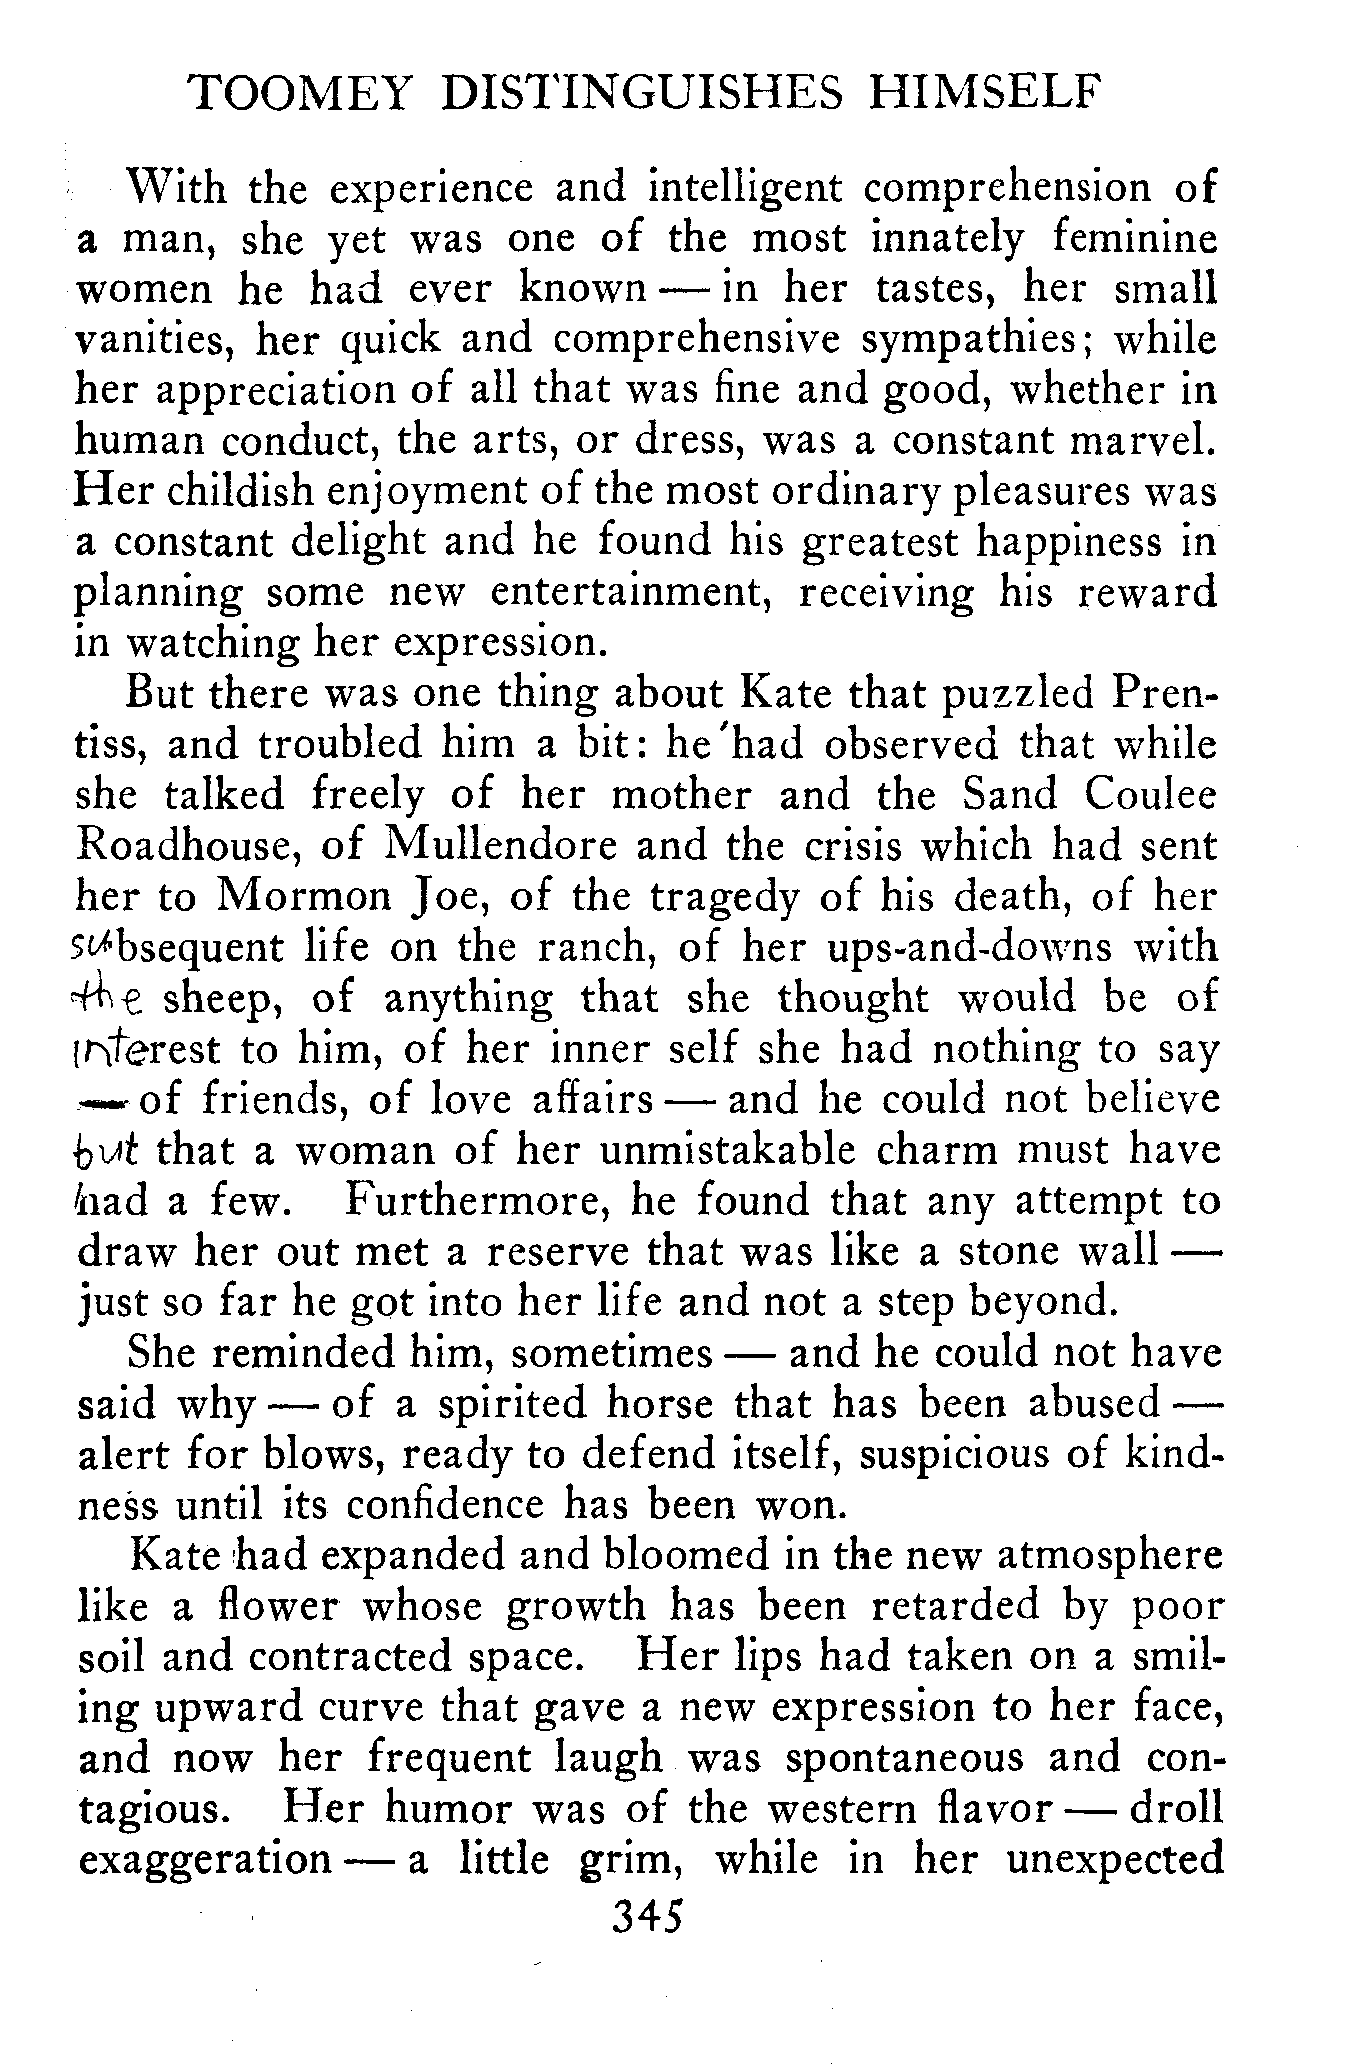 TOOMEY DISTINGUISHES HIMSELF
With the experience and intelligent comprehension of
a man, she yet was one of the most innately feminine
women he had ever known — in her tastes, her small
vanities, her quick and comprehensive sympathies; while
her appreciation of all that was fine and good, whether in
human conduct, the arts, or dress, was a constant marvel.
Her childish enjoyment of the most ordinary pleasures was
a constant delight and he found his greatest happiness in
planning some new entertainment, receiving his reward
in watching her expression.
But there was one thing about Kate that puzzled Pren-
tiss, and troubled him a bit: he had observed that while
she talked freely of her mother and the Sand Coulee
Roadhouse, of Mullendore and the crisis which had sent
her to Mormon Joe, of the tragedy of his death, of her
subsequent life on the ranch, of her ups-and-downs with
the sheep, of anything that she thought would be of
interest to him, of her inner self she had nothing to say
— of friends, of love affairs — and he could not believe
but that a woman of her unmistakable charm must have
had a few. Furthermore, he found that any attempt to
draw her out met a reserve that was like a stone wall —
just so far he got into her life and not a step beyond.
She reminded him, sometimes — and he could not have
said why — of a spirited horse that has been abused —
alert for blows, ready to defend itself, suspicious of kind-
ness until its confidence has been won.
Kate had expanded and bloomed in the new atmosphere
like a flower whose growth has been retarded by poor
soil and contracted space. Her lips had taken on a smil-
ing upward curve that gave a new expression to her face,
and now her frequent laugh was spontaneous and con-
tagious. Her humor was of the western flavor — droll
exaggeration — a little grim, while in her unexpected
345